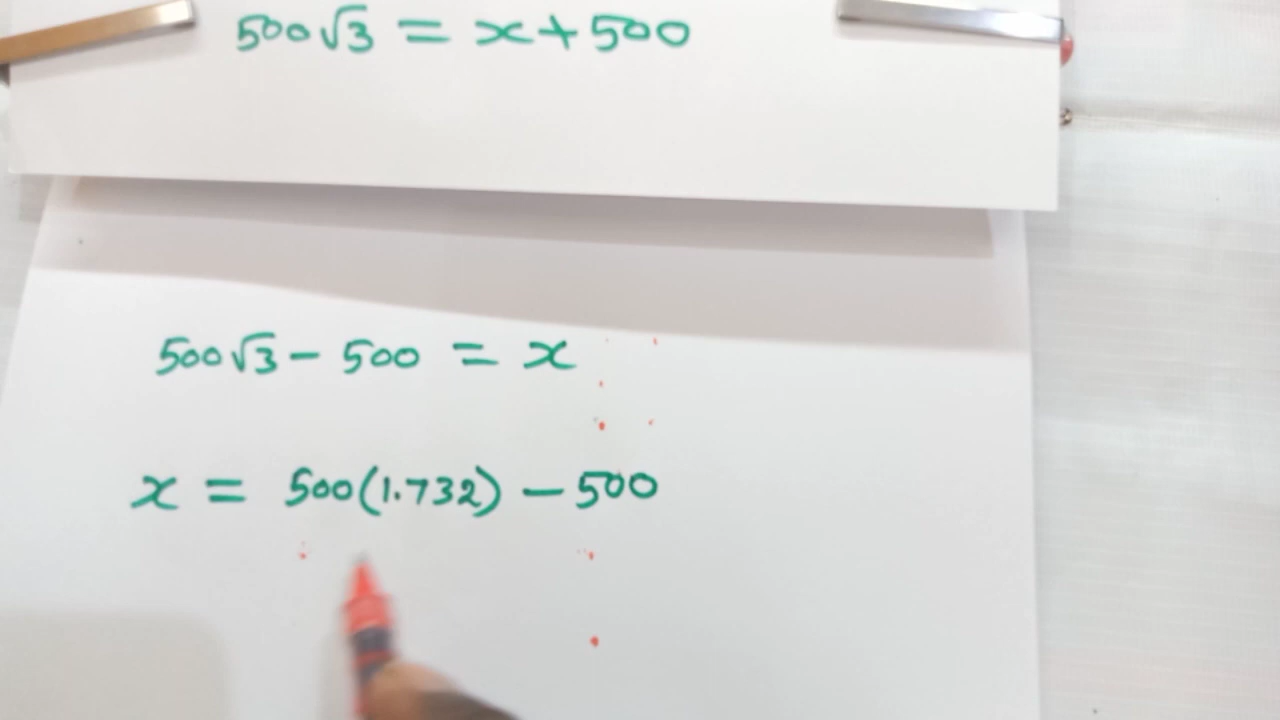 500√3 = x + 500
500√3 - 500 = x
x = 500(1.732) - 500